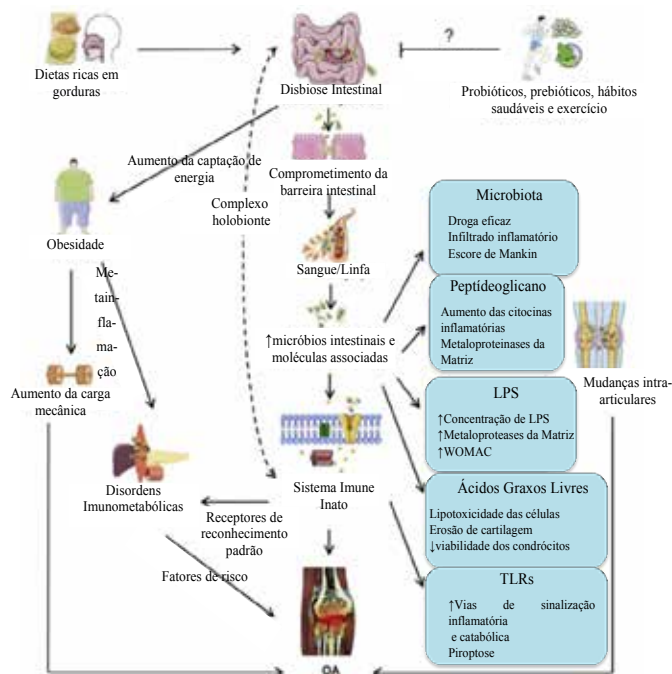 ?
Dietas ricas em
gorduras
Disbiose Intestinal
Probióticos, prebióticos, hábitos
saudáveis e exercício
Aumento da captação de
energia
Comprometimento da
barreira intestinal
Complexo
holobionte
Obesidade
Sangue/Linfa
Me-
tain-
fla-
ma-
ção
↑micróbios intestinais e
moléculas associadas
Aumento da carga
mecânica
Microbiota
Droga eficaz
Infiltrado inflamatório
Escore de Mankin
Peptídeoglicano
Aumento das citocinas
inflamatórias
Metaloproteinases da
Matriz
Mudanças intra-
articulares
LPS
↑Concentração de LPS
↑Metaloproteases da Matriz
↑WOMAC
Disordens
Imunometabólicas
Sistema Imune
Inato
Receptores de
reconhecimento
padrão
Ácidos Graxos Livres
Lipotoxicidade das células
Erosão de cartilagem
↓viabilidade dos condrócitos
Fatores de risco
TLRs
↑Vias de sinalização
inflamatória
e catabólica
Piroptose
OA